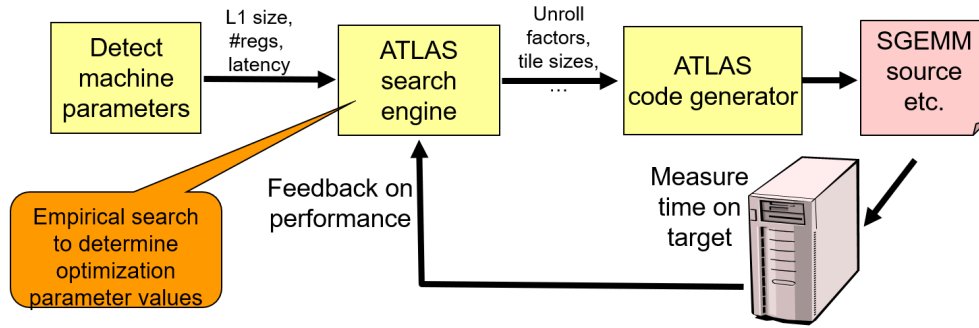 Detect
machine
parameters
L1 size,
#regs,
latency
ATLAS
search
engine
Unroll
factors,
tile sizes,
...
ATLAS
code generator
SGEMM
source
etc.
Empirical search
to determine
optimization
parameter values
Feedback on
performance
Measure
time on
target